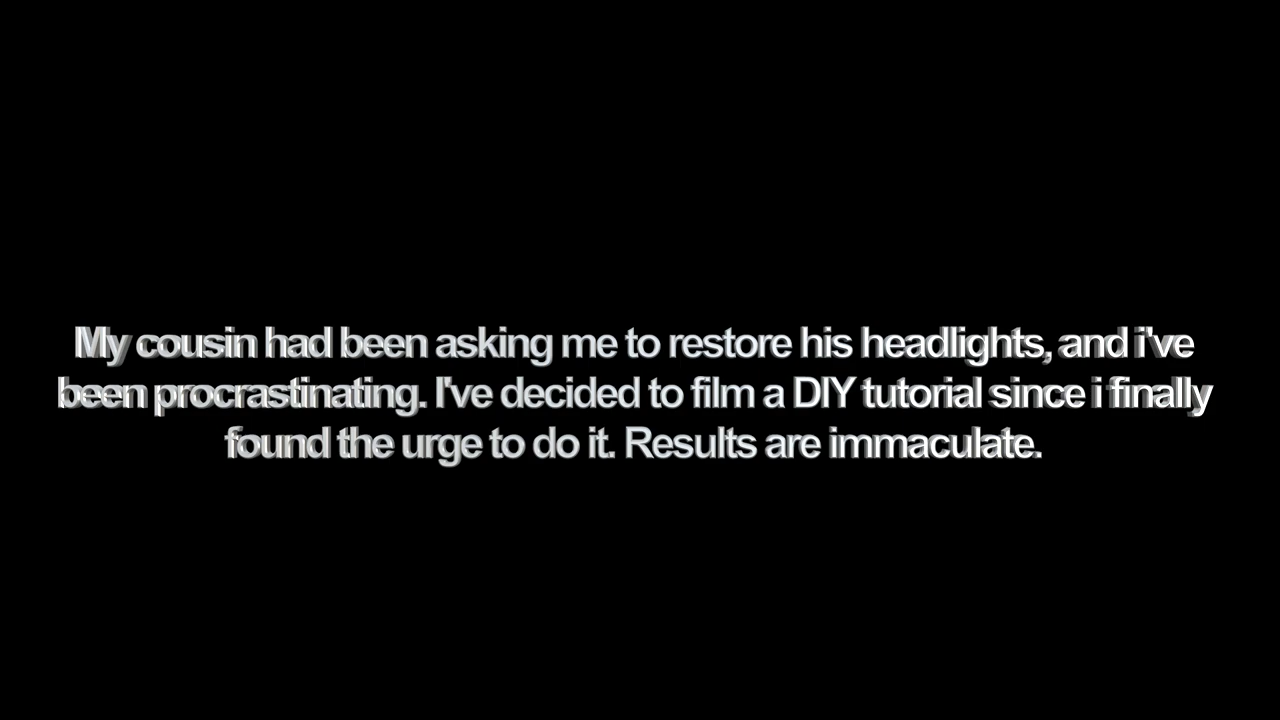 My cousin had been asking me to restore his headlights, and i've
been procrastinating. I've decided to film a DIY tutorial since i finally
found the urge to do it. Results are immaculate.